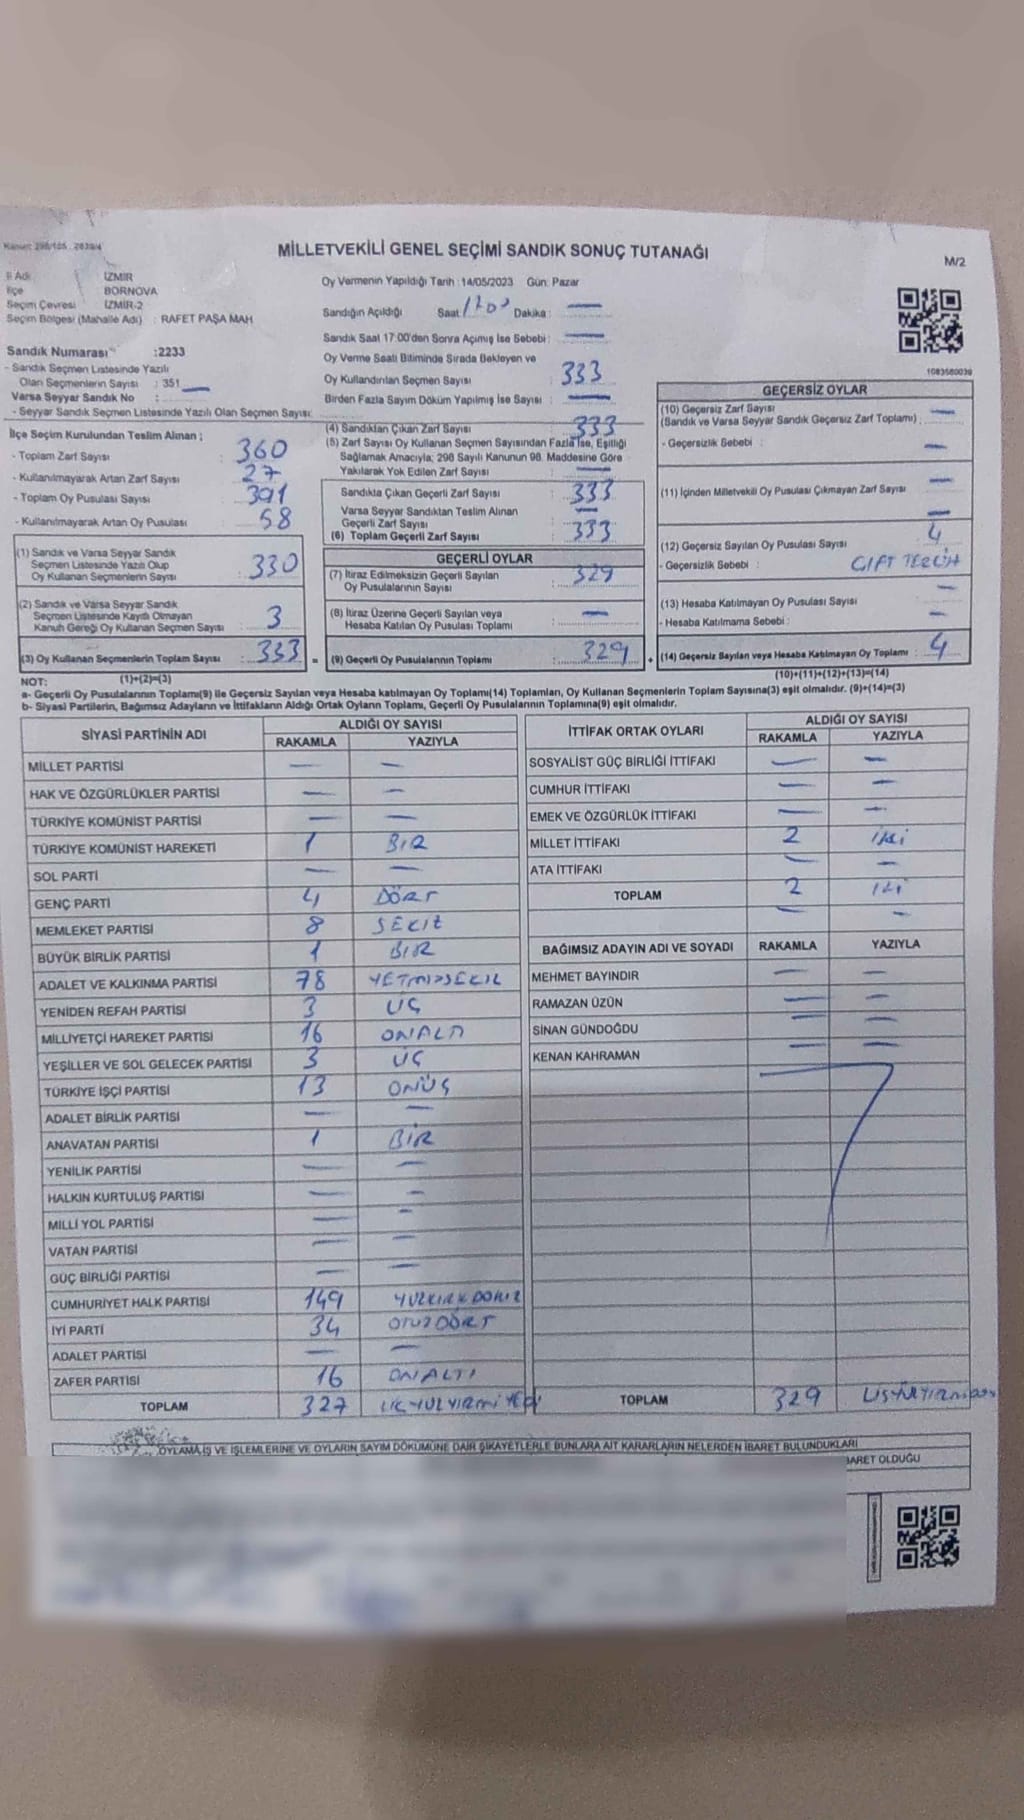 Kanun: 298/105
MİLLETVEKİLİ GENEL SEÇİMİ SANDIK SONUÇ TUTANAĞI
M/2
İl Adı İZMİR
İlçe BORNOVA
Seçim Çevresi İZMİR-2
Seçim Bölgesi (Mahalle Adı) : RAFET PAŞA MAH
Oy Vermenin Yapıldığı Tarih : 14/05/2023 Gün: Pazar
Sandığın Açıldığı Saat 1700 Dakika : —
Sandık Saat 17:00'den Sonra Açımış İse Sebebi : —
Oy Verme Saati Bitiminde Sırada Bekleyen ve
Oy Kullandırılan Seçmen Sayısı : 333
Birden Fazla Sayım Döküm Yapılmış İse Sayısı : —
1083580039
Sandık Numarası :2233
- Sandık Seçmen Listesinde Yazılı
Olan Seçmenlerin Sayısı : 351
Varsa Seyyar Sandık No : —
- Seyyar Sandık Seçmen Listesinde Yazılı Olan Seçmen Sayısı:
İlçe Seçim Kurulundan Teslim Alınan ;
- Toplam Zarf Sayısı : 360
- Kullanılmayarak Artan Zarf Sayısı : 27
- Toplam Oy Pusulası Sayısı : 391
- Kullanılmayarak Artan Oy Pusulası : 58
(1) Sandık ve Varsa Seyyar Sandık
Seçmen Listesinde Yazılı Olup
Oy Kullanan Seçmenlerin Sayısı : 330
(2) Sandık ve Varsa Seyyar Sandık
Seçmen Listesinde Kayıtlı Olmayan
Kanun Gereği Oy Kullanan Seçmen Sayısı : 3
(3) Oy Kullanan Seçmenlerin Toplam Sayısı : 333 =
(1)+(2)=(3)
(4) Sandıktan Çıkan Zarf Sayısı : 333
(5) Zarf Sayısı Oy Kullanan Seçmen Sayısından Fazla İse, Eşitliği
Sağlamak Amacıyla; 298 Sayılı Kanunun 98. Maddesine Göre
Yakılarak Yok Edilen Zarf Sayısı : —
Sandıkta Çıkan Geçerli Zarf Sayısı : 333
Varsa Seyyar Sandıktan Teslim Alınan
Geçerli Zarf Sayısı : —
(6) Toplam Geçerli Zarf Sayısı : 333
GEÇERLİ OYLAR
(7) İtiraz Edilmeksizin Geçerli Sayılan
Oy Pusulalarının Sayısı : 329
(8) İtiraz Üzerine Geçerli Sayılan veya
Hesaba Katılan Oy Pusulası Toplamı : —
(9) Geçerli Oy Pusulalarının Toplamı : 329 +
GEÇERSİZ OYLAR
(10) Geçersiz Zarf Sayısı
(Sandık ve Varsa Seyyar Sandık Geçersiz Zarf Toplamı) : —
- Geçersizlik Sebebi : —
(11) İçinden Milletvekili Oy Pusulası Çıkmayan Zarf Sayısı : —
—
(12) Geçersiz Sayılan Oy Pusulası Sayısı : 4
- Geçersizlik Sebebi : ÇİFT TERCİH
(13) Hesaba Katılmayan Oy Pusulası Sayısı : —
- Hesaba Katılmama Sebebi : —
(14) Geçersiz Sayılan veya Hesaba Katılmayan Oy Toplamı : 4
(10)+(11)+(12)+(13)=(14)
NOT:
a- Geçerli Oy Pusulalarının Toplamı(9) ile Geçersiz Sayılan veya Hesaba katılmayan Oy Toplamı(14) Toplamları, Oy Kullanan Seçmenlerin Toplam Sayısına(3) eşit olmalıdır. (9)+(14)=(3)
b- Siyasi Partilerin, Bağımsız Adayların ve İttifakların Aldığı Ortak Oyların Toplamı, Geçerli Oy Pusulalarının Toplamına(9) eşit olmalıdır.
SİYASİ PARTİNİN ADI ALDIĞI OY SAYISI
RAKAMLA YAZIYLA
MİLLET PARTİSİ — —
HAK VE ÖZGÜRLÜKLER PARTİSİ — —
TÜRKİYE KOMÜNİST PARTİSİ — —
TÜRKİYE KOMÜNİST HAREKETİ 1 BİR
SOL PARTİ — —
GENÇ PARTİ 4 DÖRT
MEMLEKET PARTİSİ 8 SEKİZ
BÜYÜK BİRLİK PARTİSİ 1 BİR
ADALET VE KALKINMA PARTİSİ 78 YETMİŞSEKİZ
YENİDEN REFAH PARTİSİ 3 ÜÇ
MİLLİYETÇİ HAREKET PARTİSİ 16 ONALTI
YEŞİLLER VE SOL GELECEK PARTİSİ 3 ÜÇ
TÜRKİYE İŞÇİ PARTİSİ 13 ONÜÇ
ADALET BİRLİK PARTİSİ — —
ANAVATAN PARTİSİ 1 BİR
YENİLİK PARTİSİ — —
HALKIN KURTULUŞ PARTİSİ — —
MİLLİ YOL PARTİSİ — —
VATAN PARTİSİ — —
GÜÇ BİRLİĞİ PARTİSİ — —
CUMHURİYET HALK PARTİSİ 149 YÜZKIRKDOKUZ
İYİ PARTİ 34 OTUZDÖRT
ADALET PARTİSİ — —
ZAFER PARTİSİ 16 ONALTI
TOPLAM 327 ÜÇYÜZYİRMİYEDİ
İTTİFAK ORTAK OYLARI ALDIĞI OY SAYISI
RAKAMLA YAZIYLA
SOSYALİST GÜÇ BİRLİĞİ İTTİFAKI — —
CUMHUR İTTİFAKI — —
EMEK VE ÖZGÜRLÜK İTTİFAKI — —
MİLLET İTTİFAKI 2 İKİ
ATA İTTİFAKI — —
TOPLAM 2 İKİ
— —
BAĞIMSIZ ADAYIN ADI VE SOYADI RAKAMLA YAZIYLA
MEHMET BAYINDIR — —
RAMAZAN ÜZÜN — —
SİNAN GÜNDOĞDU — —
KENAN KAHRAMAN — —
TOPLAM 329
OYLAMA İŞ VE İŞLEMLERİNE VE OYLARIN SAYIM DÖKÜMÜNE DAİR ŞİKAYETLERLE BUNLARA AİT KARARLARIN NELERDEN İBARET BULUNDUKLARI
BARET OLDUĞU